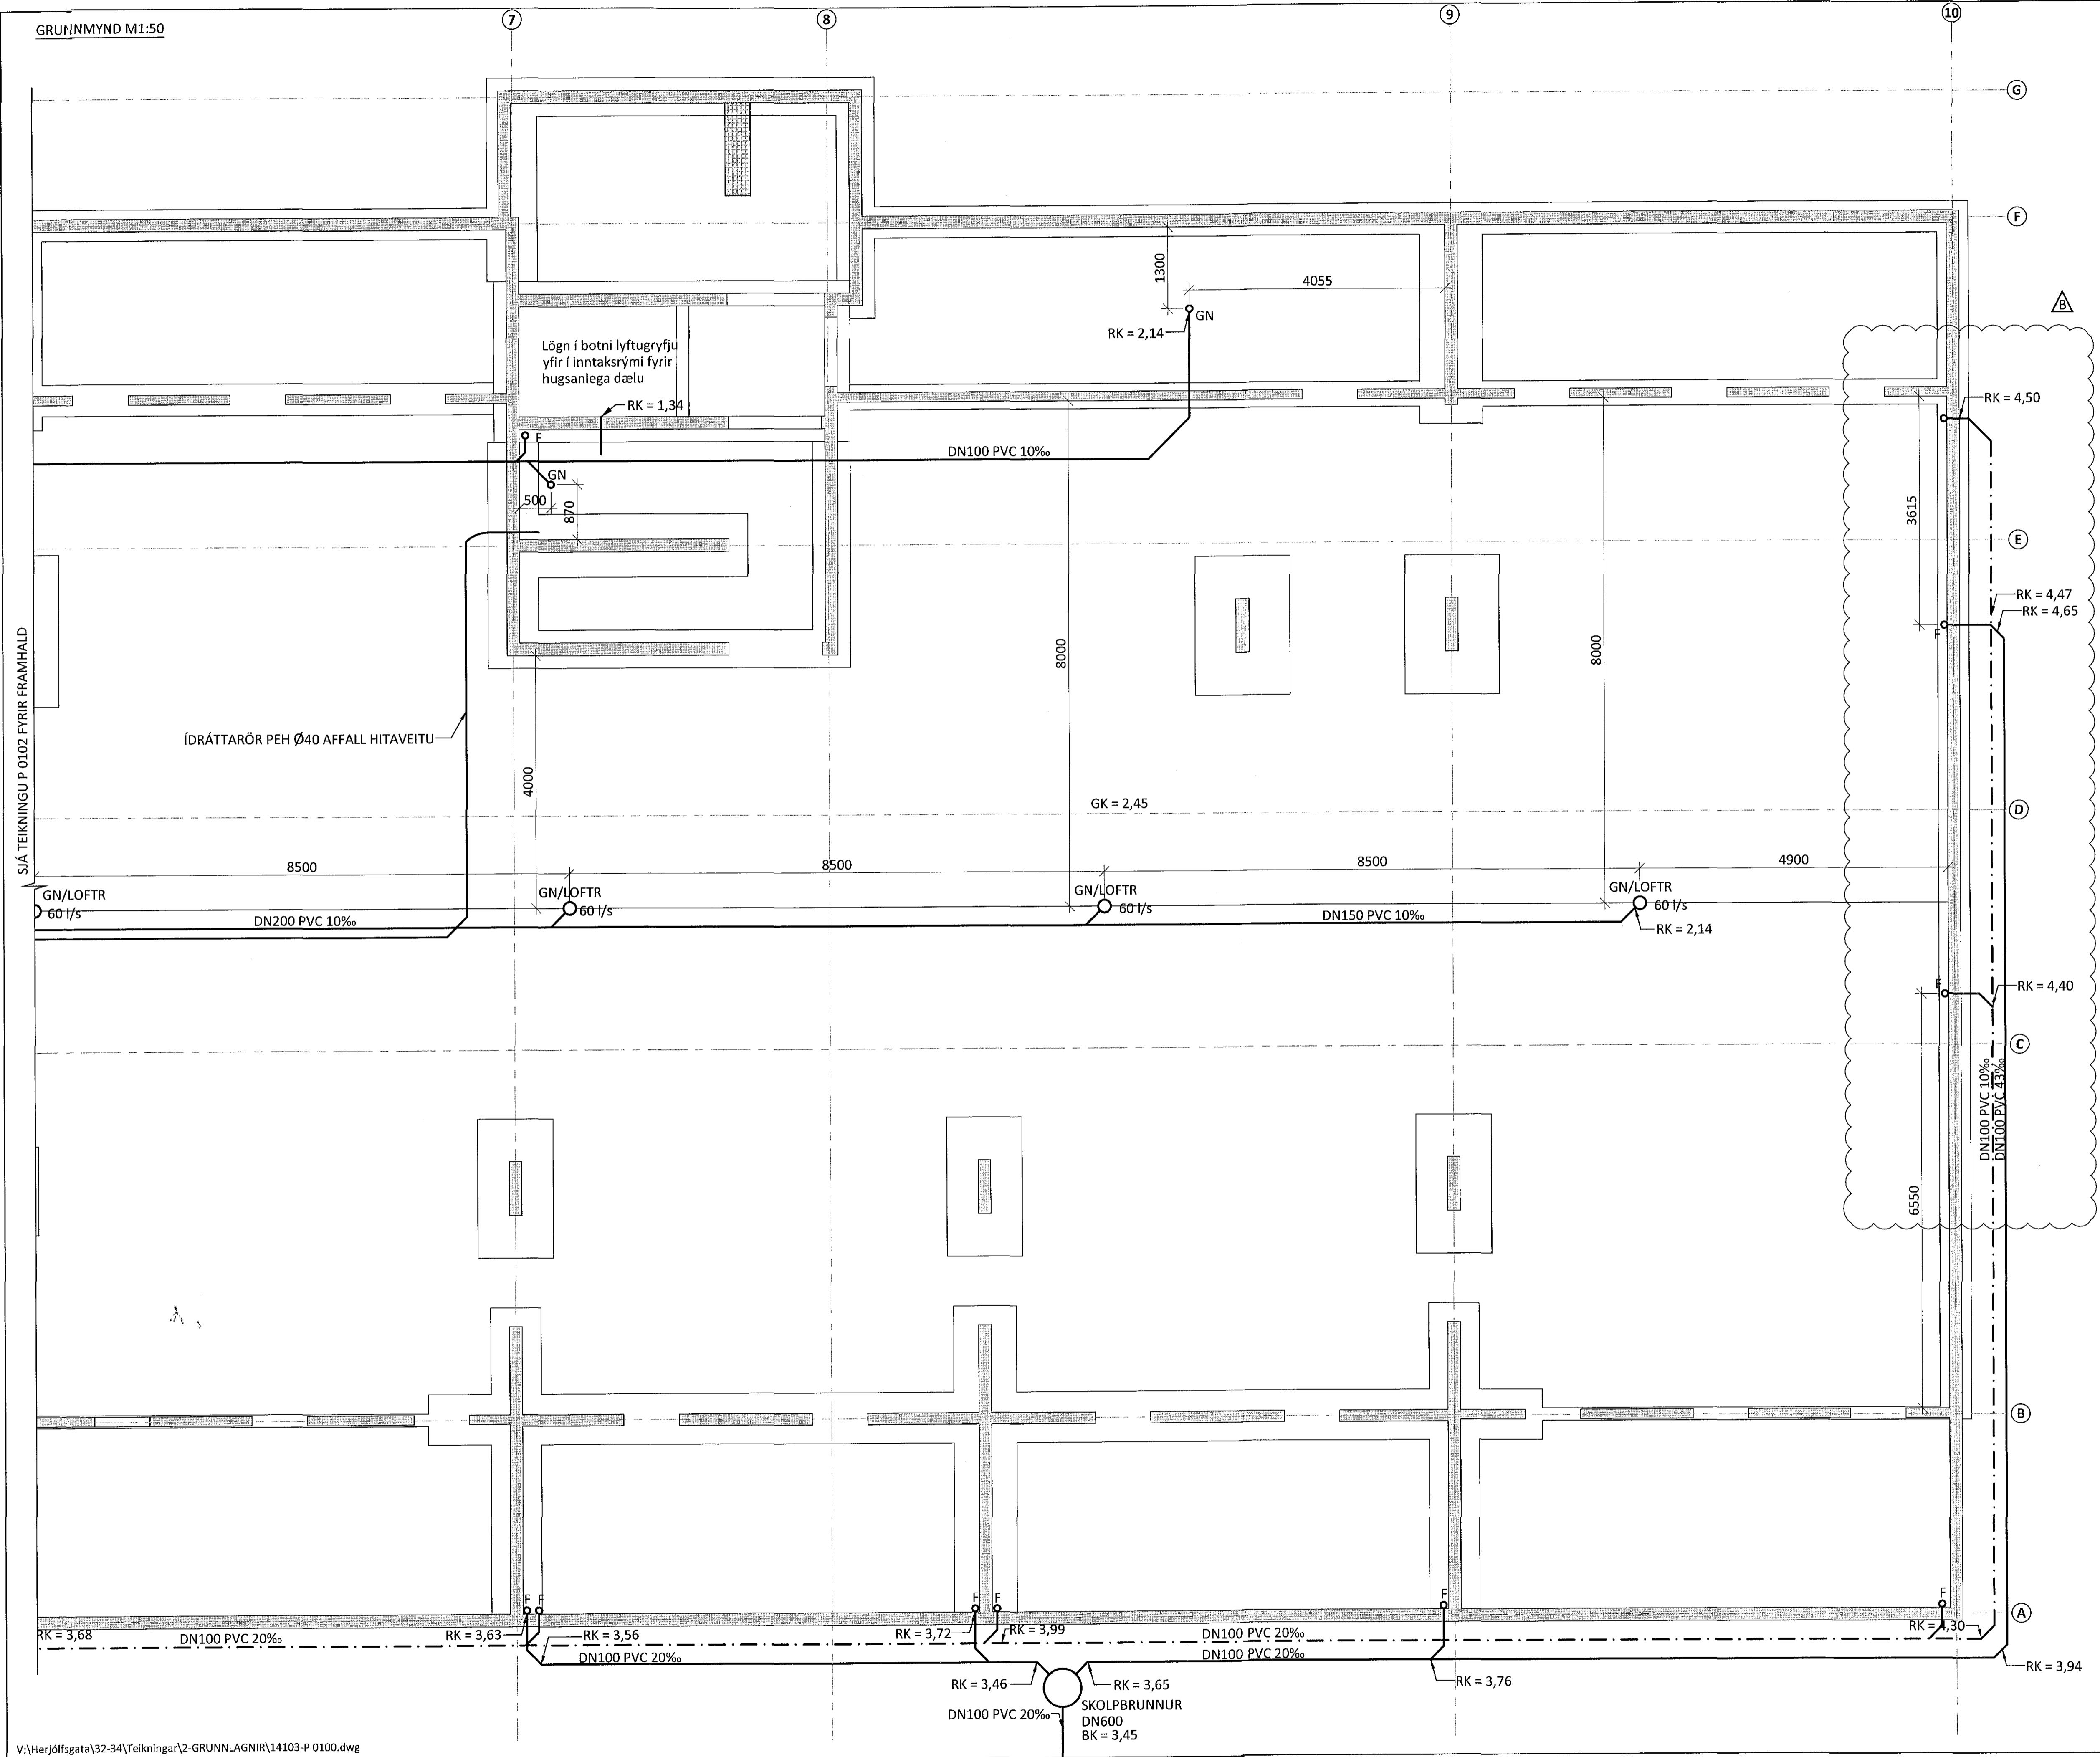 GRUNNMYND M1:50
7
8
9
10
G
F
1300
4055
B
GN
RK = 2,14
Lögn í botni lyftugryfju
yfir í inntaksrými fyrir
hugsanlega dælu
RK = 1,34
RK = 4,50
F
DN100 PVC 10‰
GN
500
870
3615
E
RK = 4,47
RK = 4,65
F
SJÁ TEIKNINGU P 0102 FYRIR FRAMHALD
8000
8000
ÍDRÁTTARÖR PEH Ø40 AFFALL HITAVEITU
4000
GK = 2,45
D
8500
8500
8500
4900
GN/LOFTR
60 l/s
GN/LOFTR
60 l/s
GN/LOFTR
60 l/s
GN/LOFTR
60 l/s
DN200 PVC 10‰
DN150 PVC 10‰
RK = 2,14
F
RK = 4,40
C
DN100 PVC 10‰
DN100 PVC 43‰
6550
B
F
F
F
F
F
F
A
RK = 3,68
DN100 PVC 20‰
RK = 3,63
RK = 3,56
RK = 3,72
RK = 3,99
DN100 PVC 20‰
RK = 4,30
DN100 PVC 20‰
DN100 PVC 20‰
RK = 3,94
RK = 3,46
RK = 3,65
RK = 3,76
SKOLPBRUNNUR
DN600
BK = 3,45
DN100 PVC 20‰
V:\Herjólfsgata\32-34\Teikningar\2-GRUNNLAGNIR\14103-P 0100.dwg